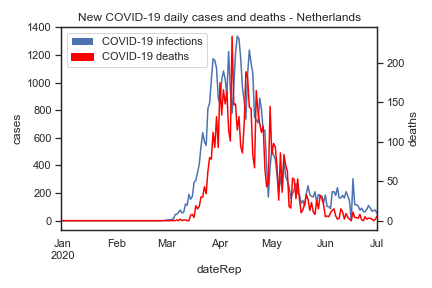 New COVID-19 daily cases and deaths - Netherlands
COVID-19 infections
COVID-19 deaths
1400
1200
1000
800
600
400
200
0
cases
200
150
100
50
0
deaths
Jan Feb Mar Apr May Jun Jul
2020
dateRep